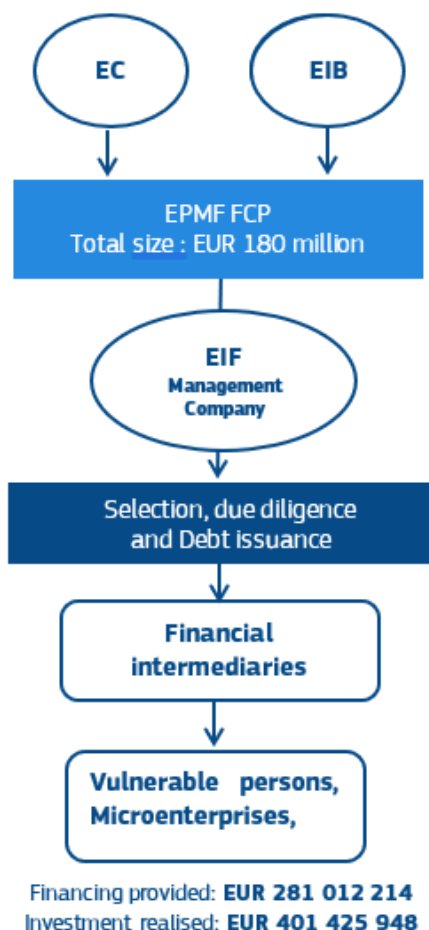 EC
EIB
EPMF FCP
Total size : EUR 180 million
EIF
Management
Company
Selection, due diligence
and Debt issuance
Financial
intermediaries
Vulnerable persons,
Microenterprises,
Financing provided: EUR 281 012 214
Investment realised: EUR 401 425 948